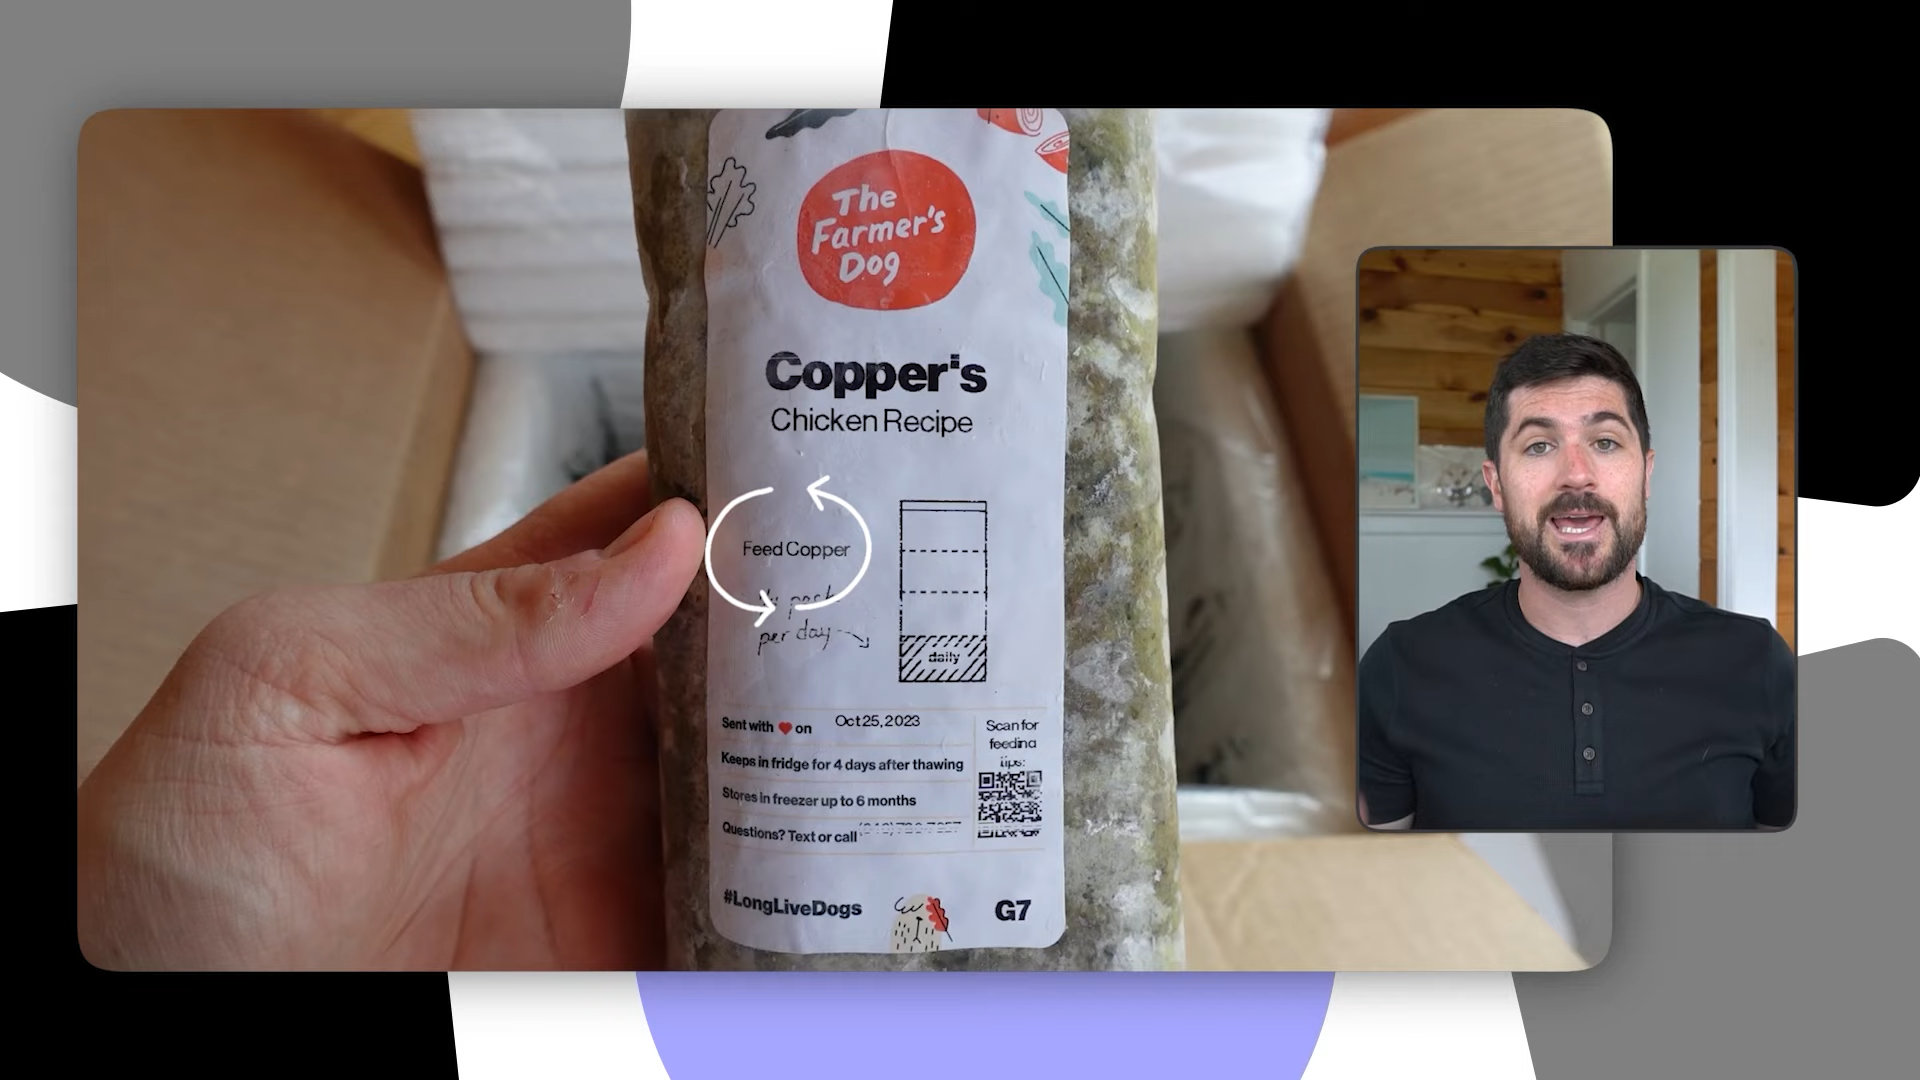 The
Farmer's
Dog
Copper's
Chicken Recipe
Feed Copper
pack
per day
daily
Sent with ❤ on Oct 25, 2023
Keeps in fridge for 4 days after thawing
Stores in freezer up to 6 months
Questions? Text or call
Scan for
feeding
tips:
#LongLiveDogs
G7